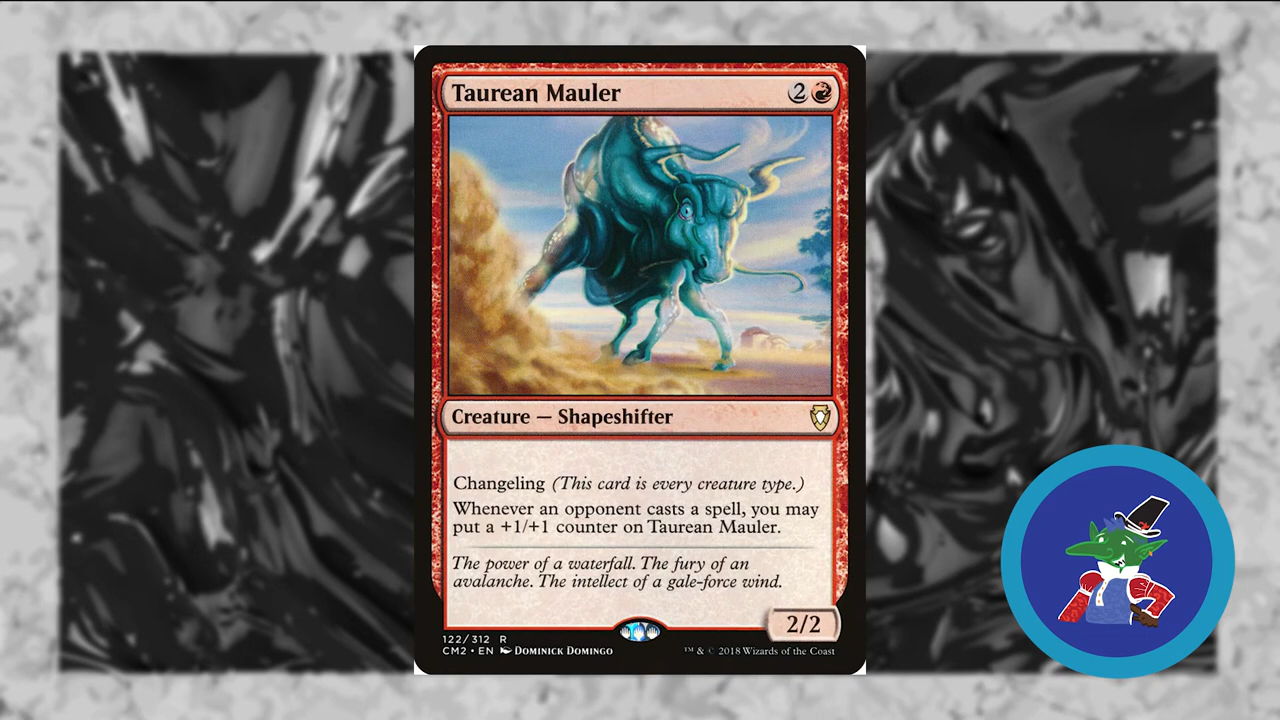 Taurean Mauler 2
Creature — Shapeshifter
Changeling (This card is every creature type.)
Whenever an opponent casts a spell, you may
put a +1/+1 counter on Taurean Mauler.
The power of a waterfall. The fury of an
avalanche. The intellect of a gale-force wind.
2/2
122/312 R
CM2 • EN DOMINICK DOMINGO ™ & © 2018 Wizards of the Coast